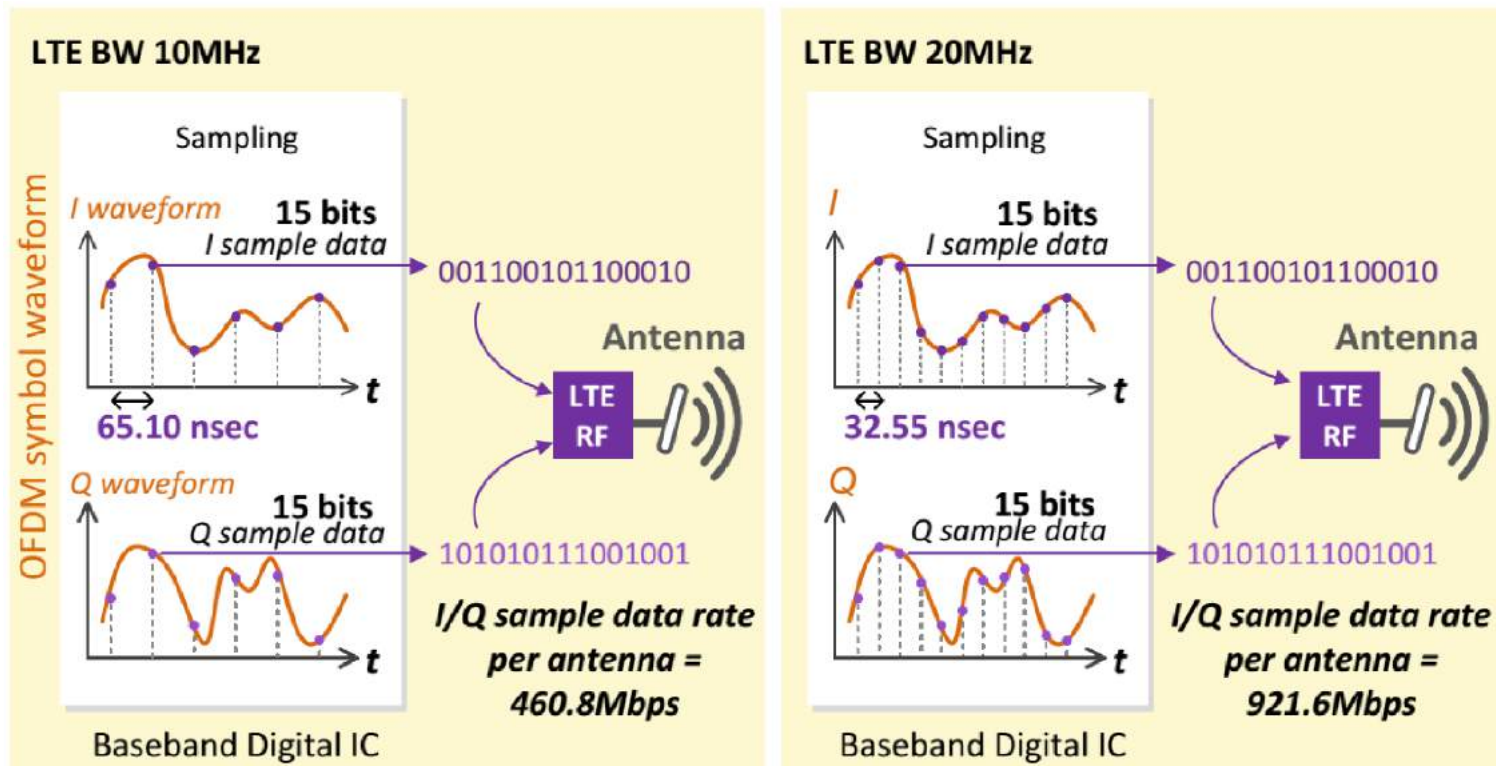 LTE BW 10MHz
OFDM symbol waveform
Sampling
I waveform
15 bits
I sample data
001100101100010
t
65.10 nsec
Antenna
LTE
RF
Q waveform
15 bits
Q sample data
101010111001001
t
I/Q sample data rate
per antenna =
460.8Mbps
Baseband Digital IC
LTE BW 20MHz
Sampling
I
15 bits
I sample data
001100101100010
t
32.55 nsec
Antenna
LTE
RF
Q
15 bits
Q sample data
101010111001001
t
I/Q sample data rate
per antenna =
921.6Mbps
Baseband Digital IC